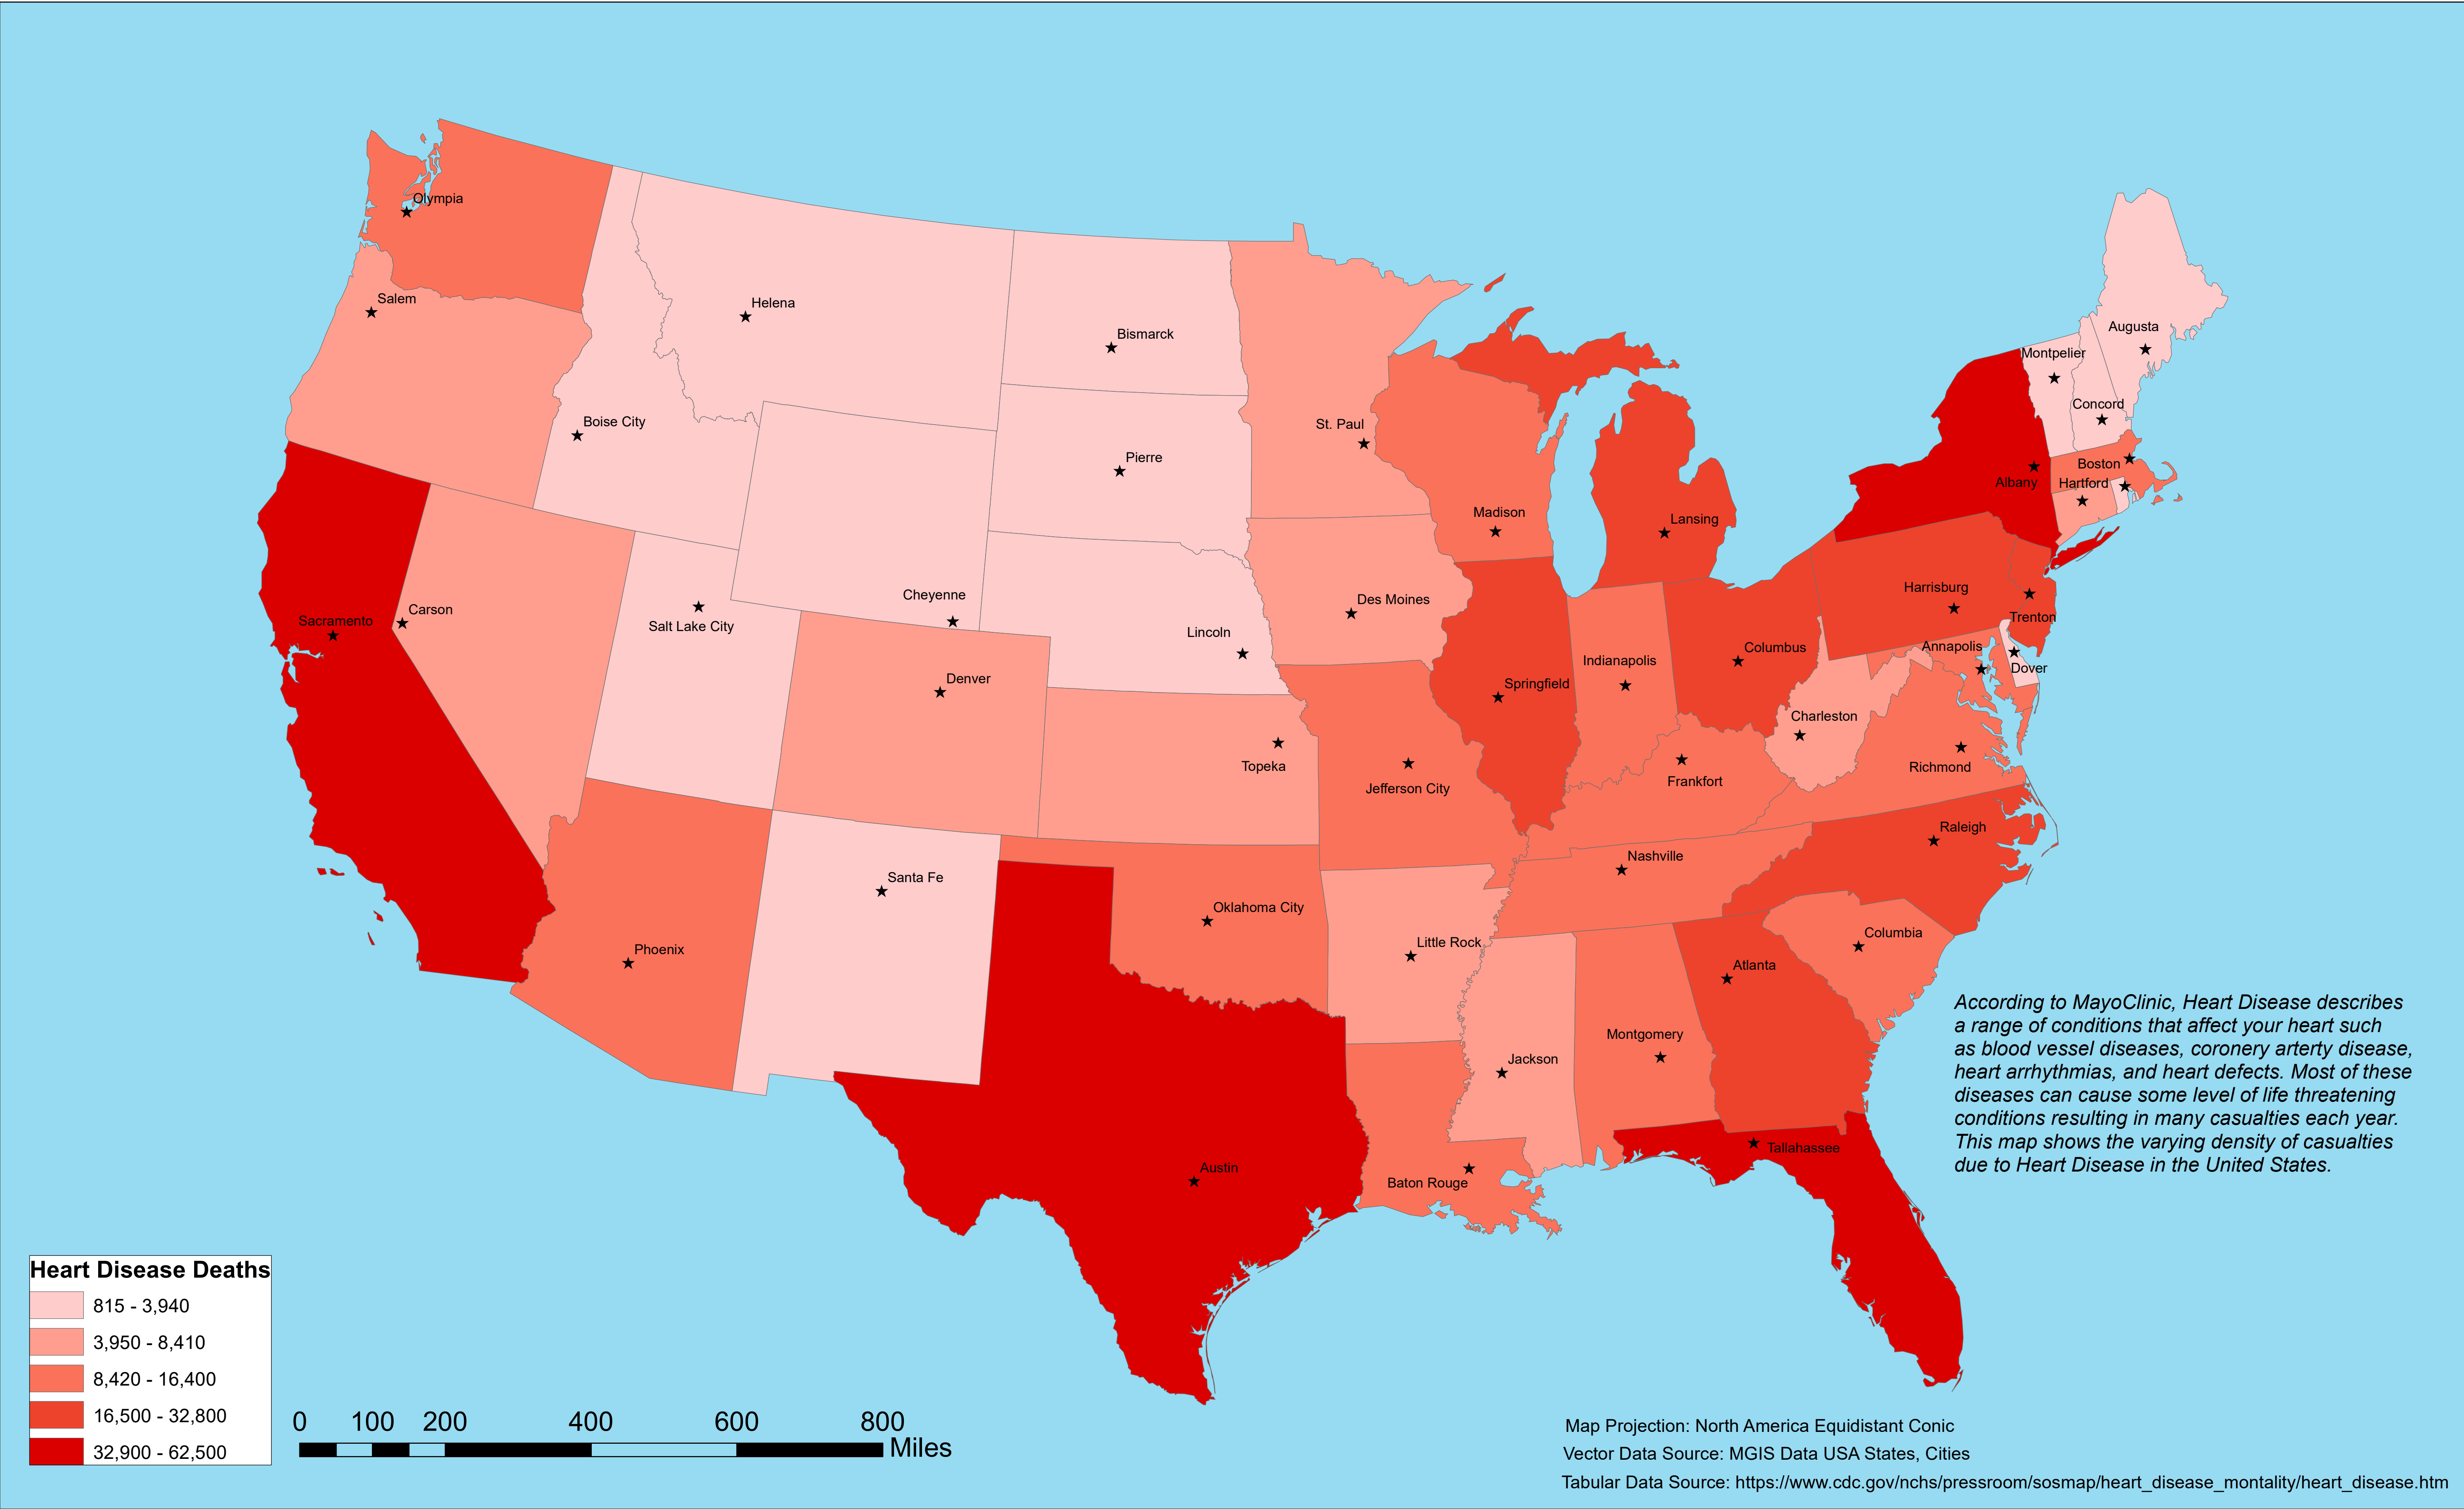 Olympia
Salem
Helena
Bismarck
Augusta
Montpelier
Concord
Boise City
St. Paul
Pierre
Boston
Albany
Hartford
Madison
Lansing
Cheyenne
Des Moines
Harrisburg
Carson
Trenton
Sacramento
Salt Lake City
Lincoln
Columbus
Annapolis
Indianapolis
Dover
Denver
Springfield
Charleston
Topeka
Richmond
Jefferson City
Frankfort
Raleigh
Nashville
Santa Fe
Oklahoma City
Columbia
Little Rock
Phoenix
Atlanta
Montgomery
Jackson
Tallahassee
Austin
Baton Rouge
According to MayoClinic, Heart Disease describes
a range of conditions that affect your heart such
as blood vessel diseases, coronery arterty disease,
heart arrhythmias, and heart defects. Most of these
diseases can cause some level of life threatening
conditions resulting in many casualties each year.
This map shows the varying density of casualties
due to Heart Disease in the United States.
Heart Disease Deaths
815 - 3,940
3,950 - 8,410
8,420 - 16,400
16,500 - 32,800
32,900 - 62,500
0 100 200 400 600 800
Miles
Map Projection: North America Equidistant Conic
Vector Data Source: MGIS Data USA States, Cities
Tabular Data Source: https://www.cdc.gov/nchs/pressroom/sosmap/heart_disease_montality/heart_disease.htm